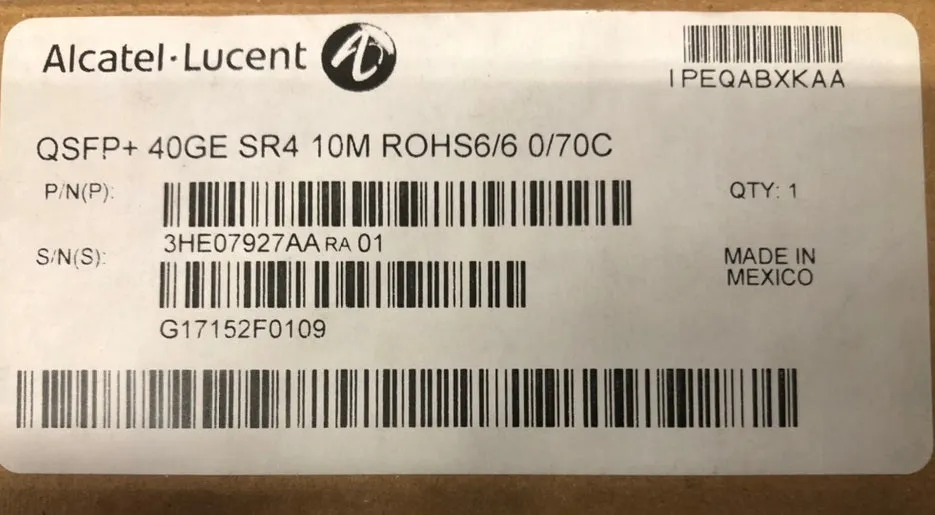 Alcatel·Lucent
IPEQABXKAA
QSFP+ 40GE SR4 10M ROHS6/6 0/70C
P/N(P):
QTY: 1
3HE07927AA RA 01
S/N(S):
MADE IN
MEXICO
G17152F0109